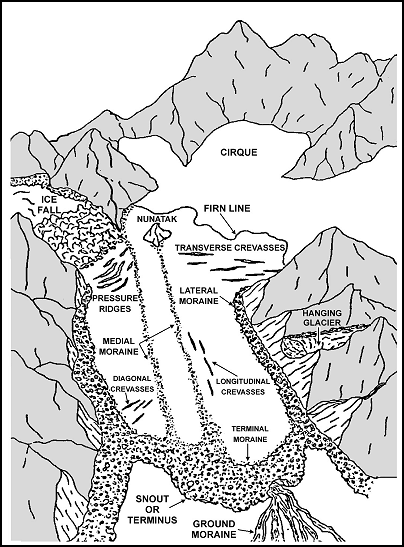 CIRQUE
ICE
FALL
NUNATAK
FIRN LINE
TRANSVERSE CREVASSES
PRESSURE
RIDGES
LATERAL
MORAINE
HANGING
GLACIER
MEDIAL
MORAINE
DIAGONAL
CREVASSES
LONGITUDINAL
CREVASSES
TERMINAL
MORAINE
SNOUT
OR
TERMINUS
GROUND
MORAINE